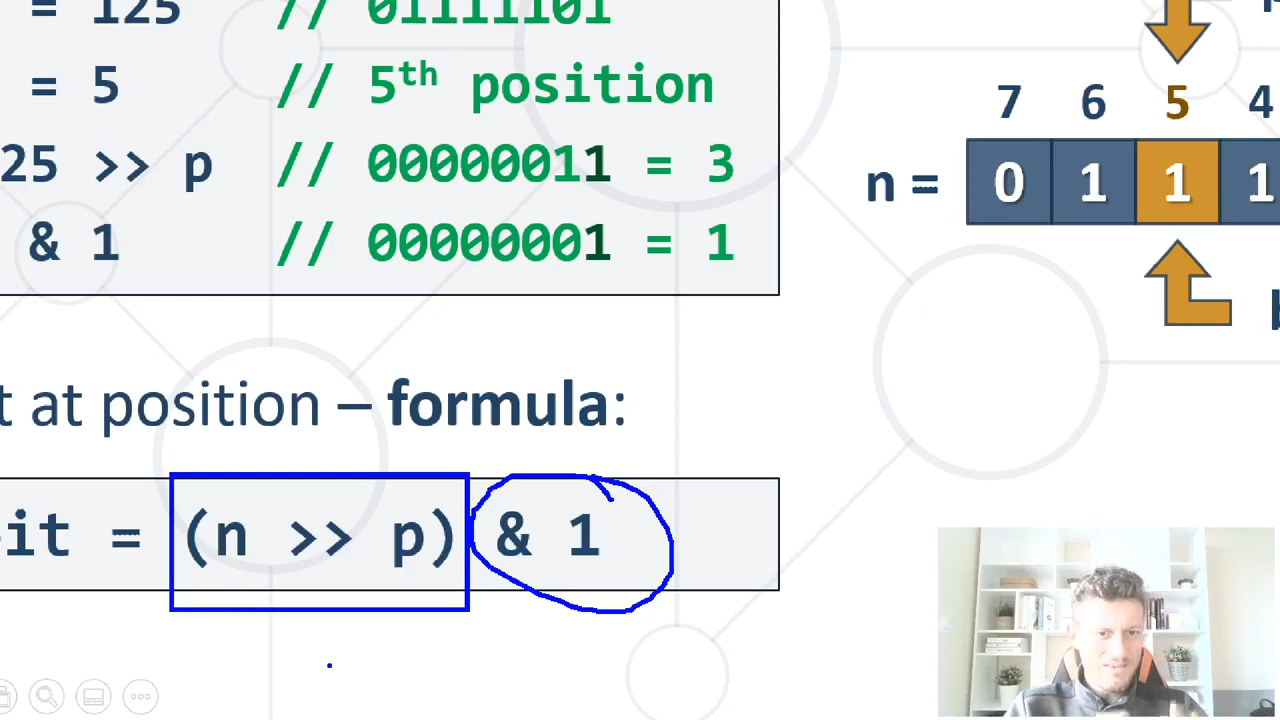 = 125 // 01111101
= 5 // 5th position
25 >> p // 00000011 = 3
& 1 // 00000001 = 1
7 6 5 4
n = 0 1 1 1
t at position – formula:
it = (n >> p) & 1